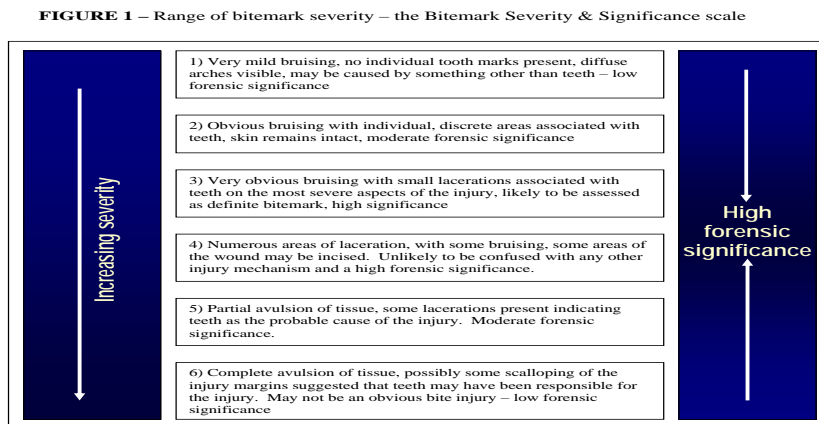 FIGURE 1 – Range of bitemark severity – the Bitemark Severity & Significance scale
Increasing severity
1) Very mild bruising, no individual tooth marks present, diffuse
arches visible, may be caused by something other than teeth – low
forensic significance
2) Obvious bruising with individual, discrete areas associated with
teeth, skin remains intact, moderate forensic significance
3) Very obvious bruising with small lacerations associated with
teeth on the most severe aspects of the injury, likely to be assessed
as definite bitemark, high significance
4) Numerous areas of laceration, with some bruising, some areas of
the wound may be incised.  Unlikely to be confused with any other
injury mechanism and a high forensic significance.
5) Partial avulsion of tissue, some lacerations present indicating
teeth as the probable cause of the injury.  Moderate forensic
significance.
6) Complete avulsion of tissue, possibly some scalloping of the
injury margins suggested that teeth may have been responsible for
the injury.  May not be an obvious bite injury – low forensic
significance
High
forensic
significance